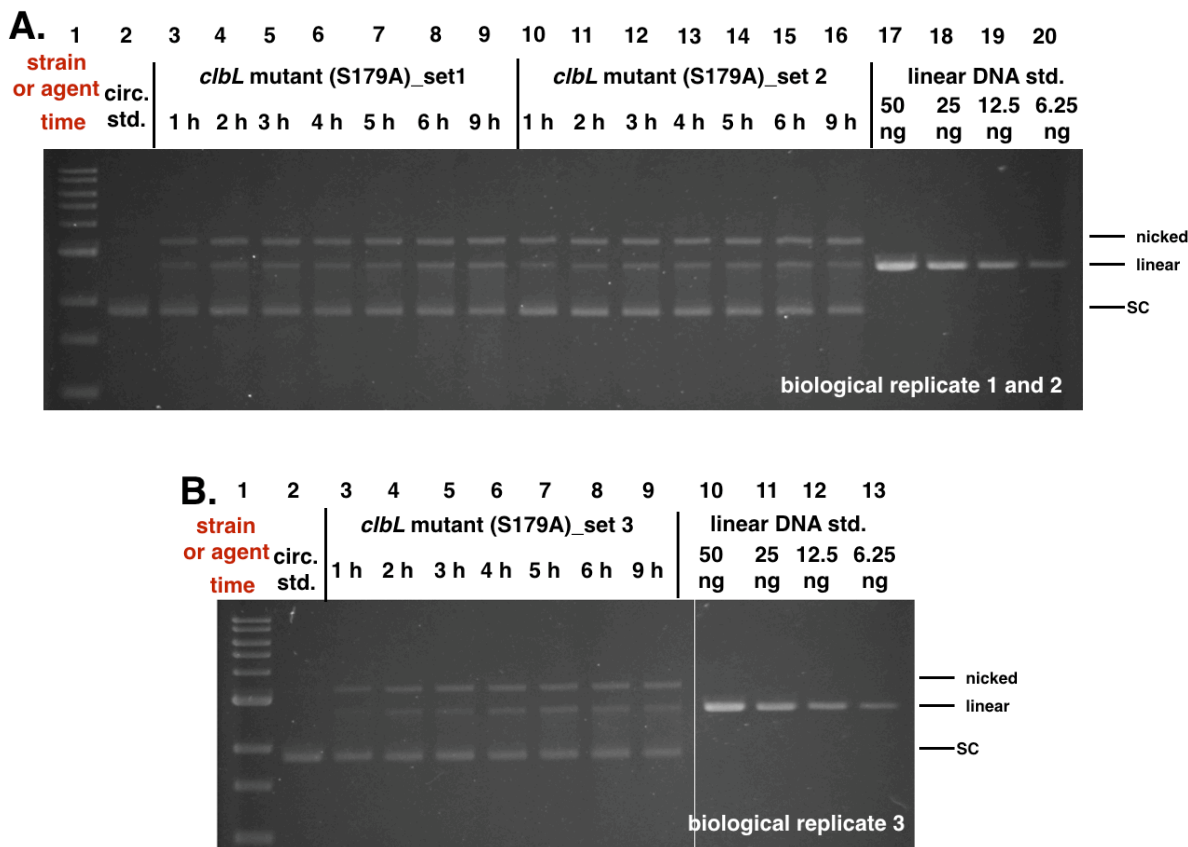 A. 1 2 3 4 5 6 7 8 9 10 11 12 13 14 15 16 17 18 19 20
strain
or agent
time
circ.
std.
clbL mutant (S179A)_set1
1 h 2 h 3 h 4 h 5 h 6 h 9 h
clbL mutant (S179A)_set 2
1 h 2 h 3 h 4 h 5 h 6 h 9 h
linear DNA std.
50 25 12.5 6.25
ng ng ng ng
nicked
linear
SC
biological replicate 1 and 2
B. 1 2 3 4 5 6 7 8 9 10 11 12 13
strain
or agent
time
circ.
std.
clbL mutant (S179A)_set 3
1 h 2 h 3 h 4 h 5 h 6 h 9 h
linear DNA std.
50 25 12.5 6.25
ng ng ng ng
nicked
linear
SC
biological replicate 3